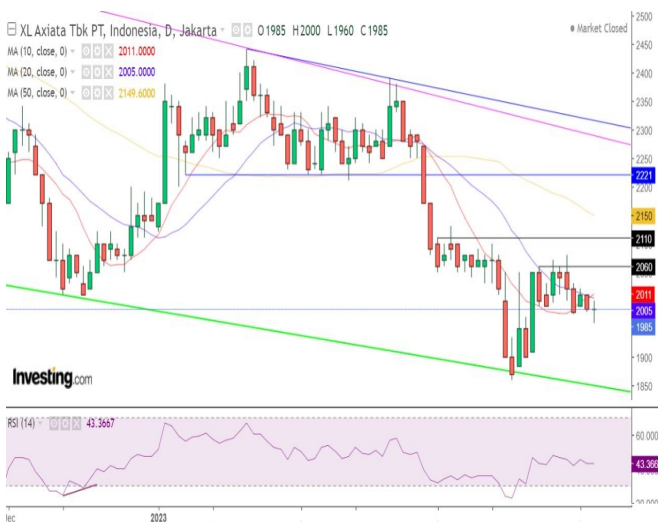 XL Axiata Tbk PT, Indonesia, D, Jakarta O1985 H2000 L1960 C1985
Market Closed
MA (10, close, 0) 2011.0000
MA (20, close, 0) 2005.0000
MA (50, close, 0) 2149.6000
2500
2450
2400
2350
2300
2250
2221
2200
2150
2110
2060
2011
2005
1985
1900
1850
Investing.com
RSI (14) 43.3667
60.000
43.366
2023